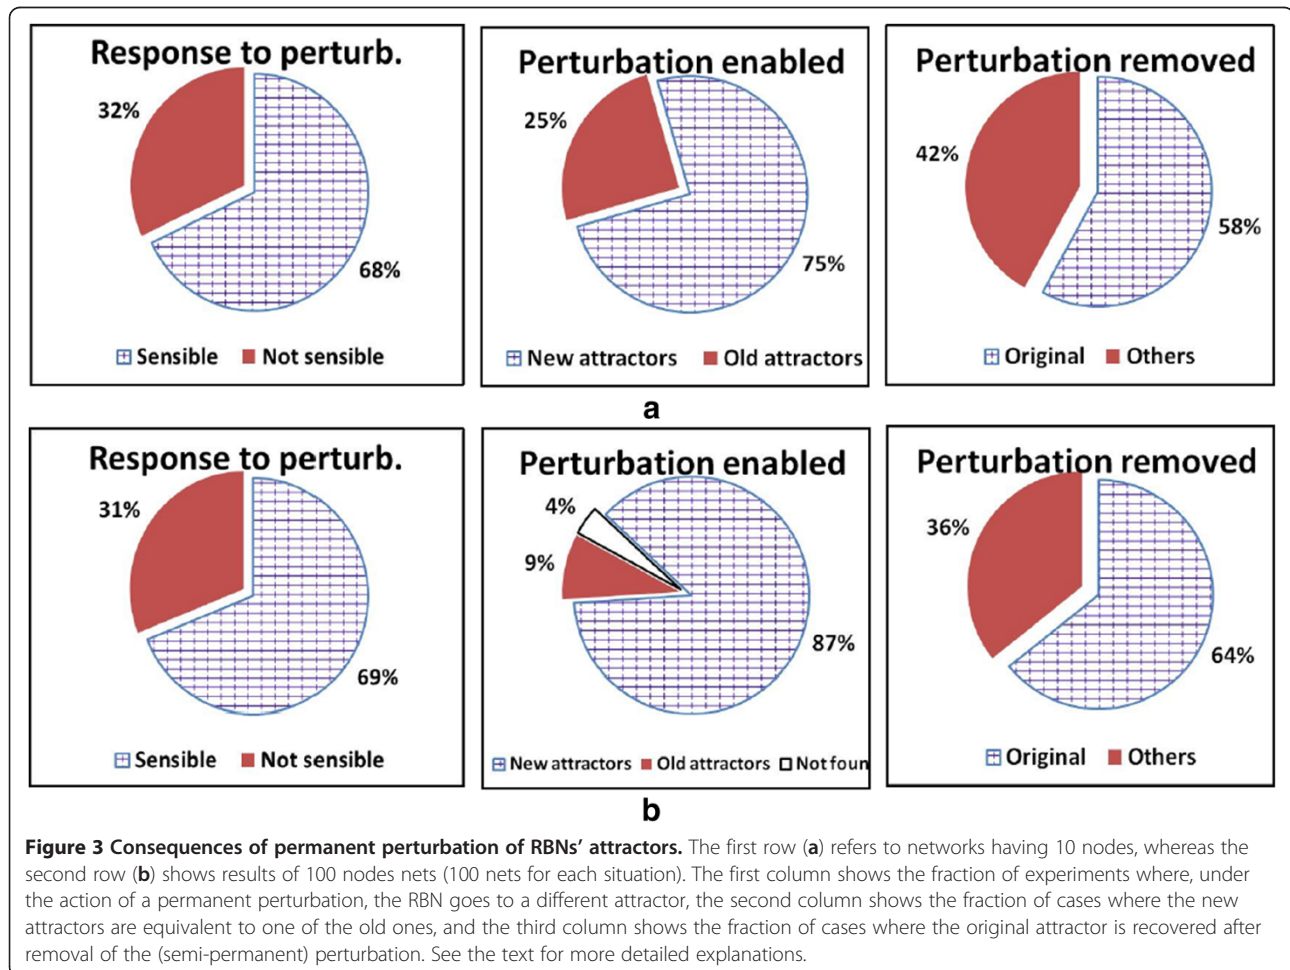 Response to perturb.
32%
68%
Sensible Not sensible
Perturbation enabled
25%
75%
New attractors Old attractors
Perturbation removed
42%
58%
Original Others
a
Response to perturb.
31%
69%
Sensible Not sensible
Perturbation enabled
4%
9%
87%
New attractors Old attractors Not foun
Perturbation removed
36%
64%
Original Others
b
Figure 3 Consequences of permanent perturbation of RBNs' attractors. The first row (a) refers to networks having 10 nodes, whereas the
second row (b) shows results of 100 nodes nets (100 nets for each situation). The first column shows the fraction of experiments where, under
the action of a permanent perturbation, the RBN goes to a different attractor, the second column shows the fraction of cases where the new
attractors are equivalent to one of the old ones, and the third column shows the fraction of cases where the original attractor is recovered after
removal of the (semi-permanent) perturbation. See the text for more detailed explanations.